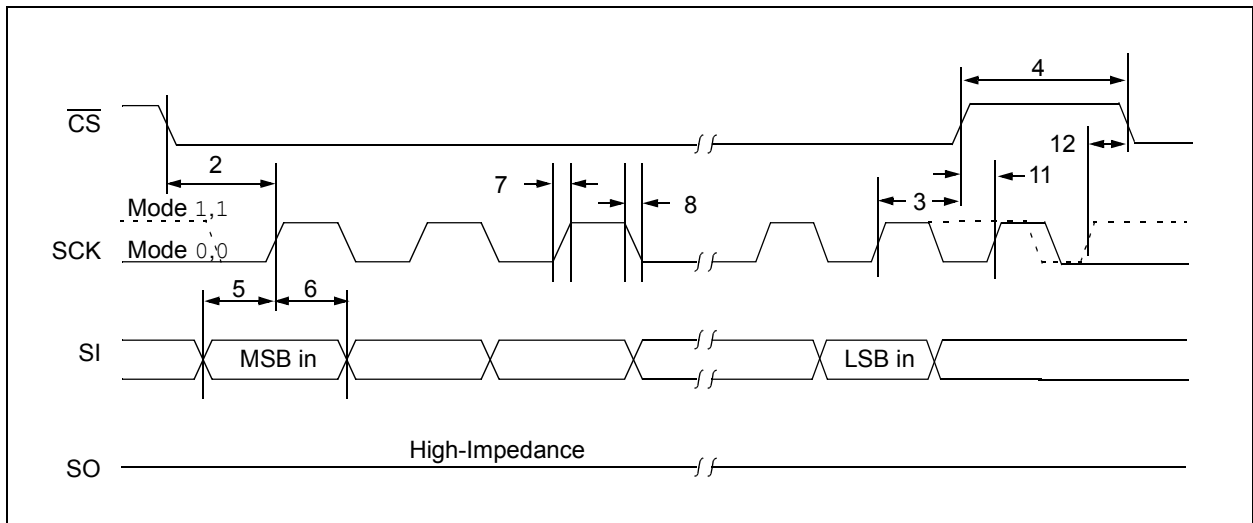 4
CS
12
2
7
8
3
11
Mode 1,1
SCK
Mode 0,0
5
6
SI
MSB in
LSB in
High-Impedance
SO